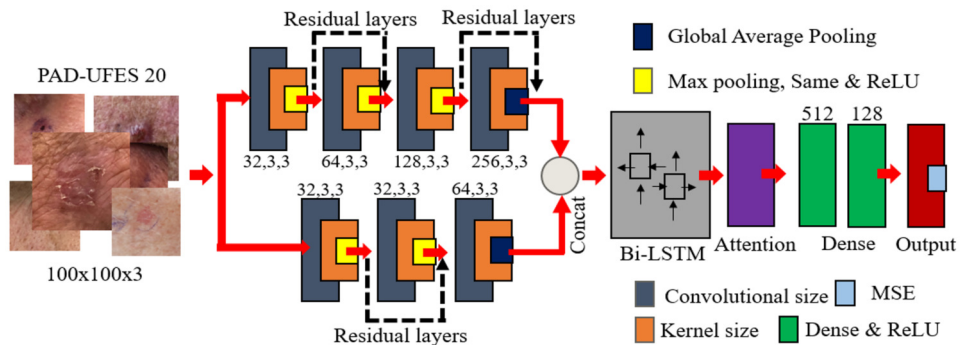 Residual layers
Residual layers
Global Average Pooling
PAD-UFES 20
Max pooling, Same & ReLU
32,3,3
64,3,3
128,3,3
256,3,3
512
128
32,3,3
32,3,3
64,3,3
Concat
Bi-LSTM
Attention
Dense
Output
100x100x3
Residual layers
Convolutional size
MSE
Kernel size
Dense & ReLU